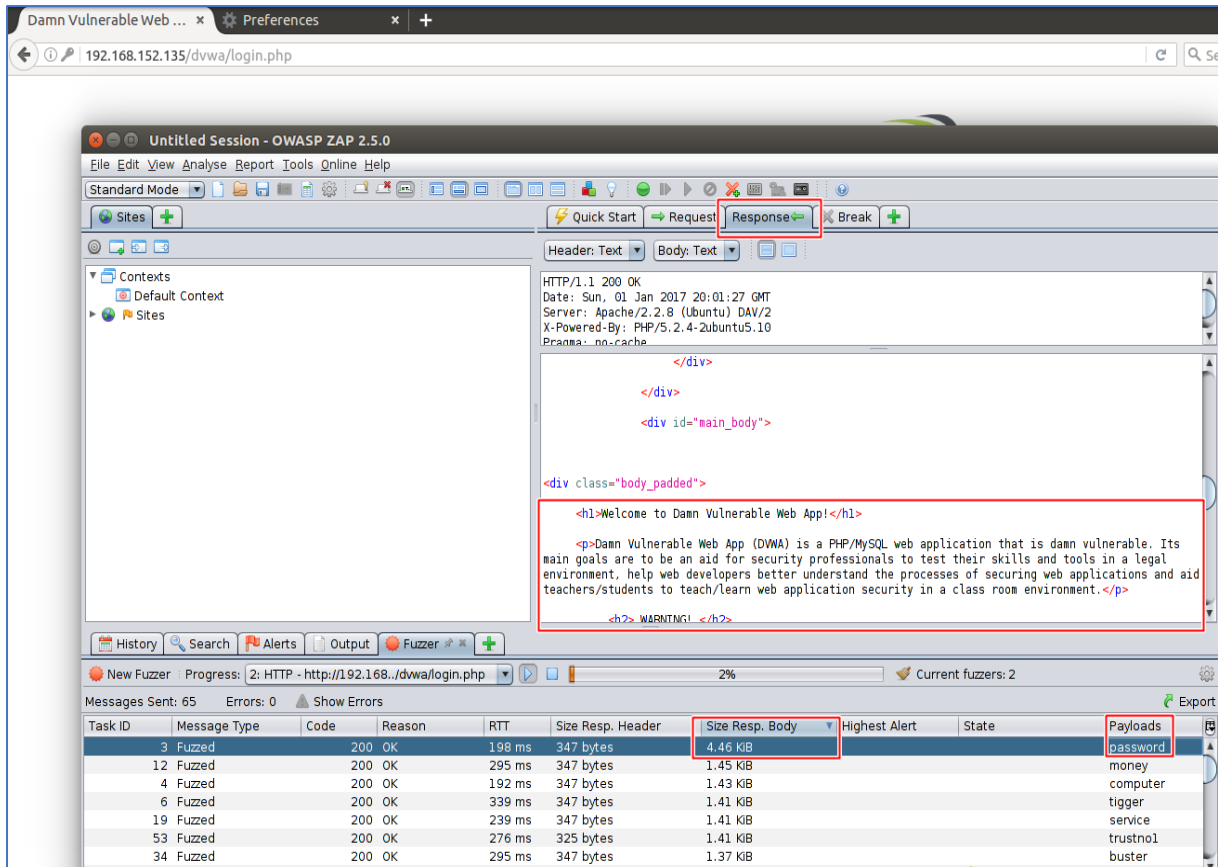 Damn Vulnerable Web ... × Preferences × +
192.168.152.135/dvwa/login.php Se
Untitled Session - OWASP ZAP 2.5.0
File Edit View Analyse Report Tools Online Help
Standard Mode
Sites
Quick Start Request Response Break
Header: Text Body: Text
Contexts
Default Context
Sites
HTTP/1.1 200 OK
Date: Sun, 01 Jan 2017 20:01:27 GMT
Server: Apache/2.2.8 (Ubuntu) DAV/2
X-Powered-By: PHP/5.2.4-2ubuntu5.10
Pragma: no-cache
</div>
</div>
<div id="main_body">
<div class="body_padded">
<h1>Welcome to Damn Vulnerable Web App!</h1>
<p>Damn Vulnerable Web App (DVWA) is a PHP/MySQL web application that is damn vulnerable. Its
main goals are to be an aid for security professionals to test their skills and tools in a legal
environment, help web developers better understand the processes of securing web applications and aid
teachers/students to teach/learn web application security in a class room environment.</p>
<h2> WARNING! </h2>
History Search Alerts Output Fuzzer
New Fuzzer Progress: 2: HTTP - http://192.168../dvwa/login.php 2% Current fuzzers: 2
Messages Sent: 65 Errors: 0 Show Errors Export
Task ID Message Type Code Reason RTT Size Resp. Header Size Resp. Body Highest Alert State Payloads
3 Fuzzed 200 OK 198 ms 347 bytes 4.46 KiB password
12 Fuzzed 200 OK 295 ms 347 bytes 1.45 KiB money
4 Fuzzed 200 OK 192 ms 347 bytes 1.43 KiB computer
6 Fuzzed 200 OK 339 ms 347 bytes 1.41 KiB tigger
19 Fuzzed 200 OK 239 ms 347 bytes 1.41 KiB service
53 Fuzzed 200 OK 276 ms 325 bytes 1.41 KiB trustno1
34 Fuzzed 200 OK 295 ms 347 bytes 1.37 KiB buster